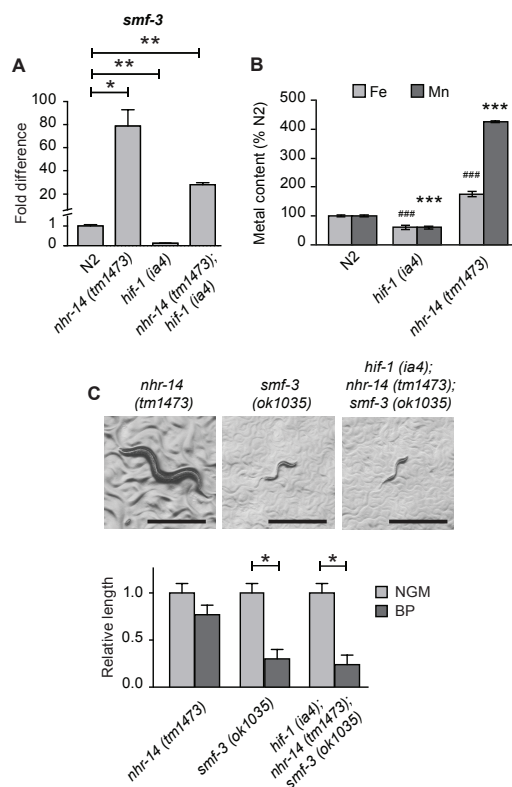 smf-3
A
**
**
*
Fold difference
100
80
60
40
20
1
0
N2
nhr-14 (tm1473)
hif-1 (ia4)
nhr-14 (tm1473);
hif-1 (ia4)
B
Fe Mn
Metal content (% N2)
500
400
300
200
100
0
### ***
### ***
N2
hif-1 (ia4)
nhr-14 (tm1473)
C
nhr-14
(tm1473)
smf-3
(ok1035)
hif-1 (ia4);
nhr-14 (tm1473);
smf-3 (ok1035)
Relative length
1.0
0.5
0.0
*
*
NGM
BP
nhr-14 (tm1473)
smf-3 (ok1035)
hif-1 (ia4);
nhr-14 (tm1473);
smf-3 (ok1035)